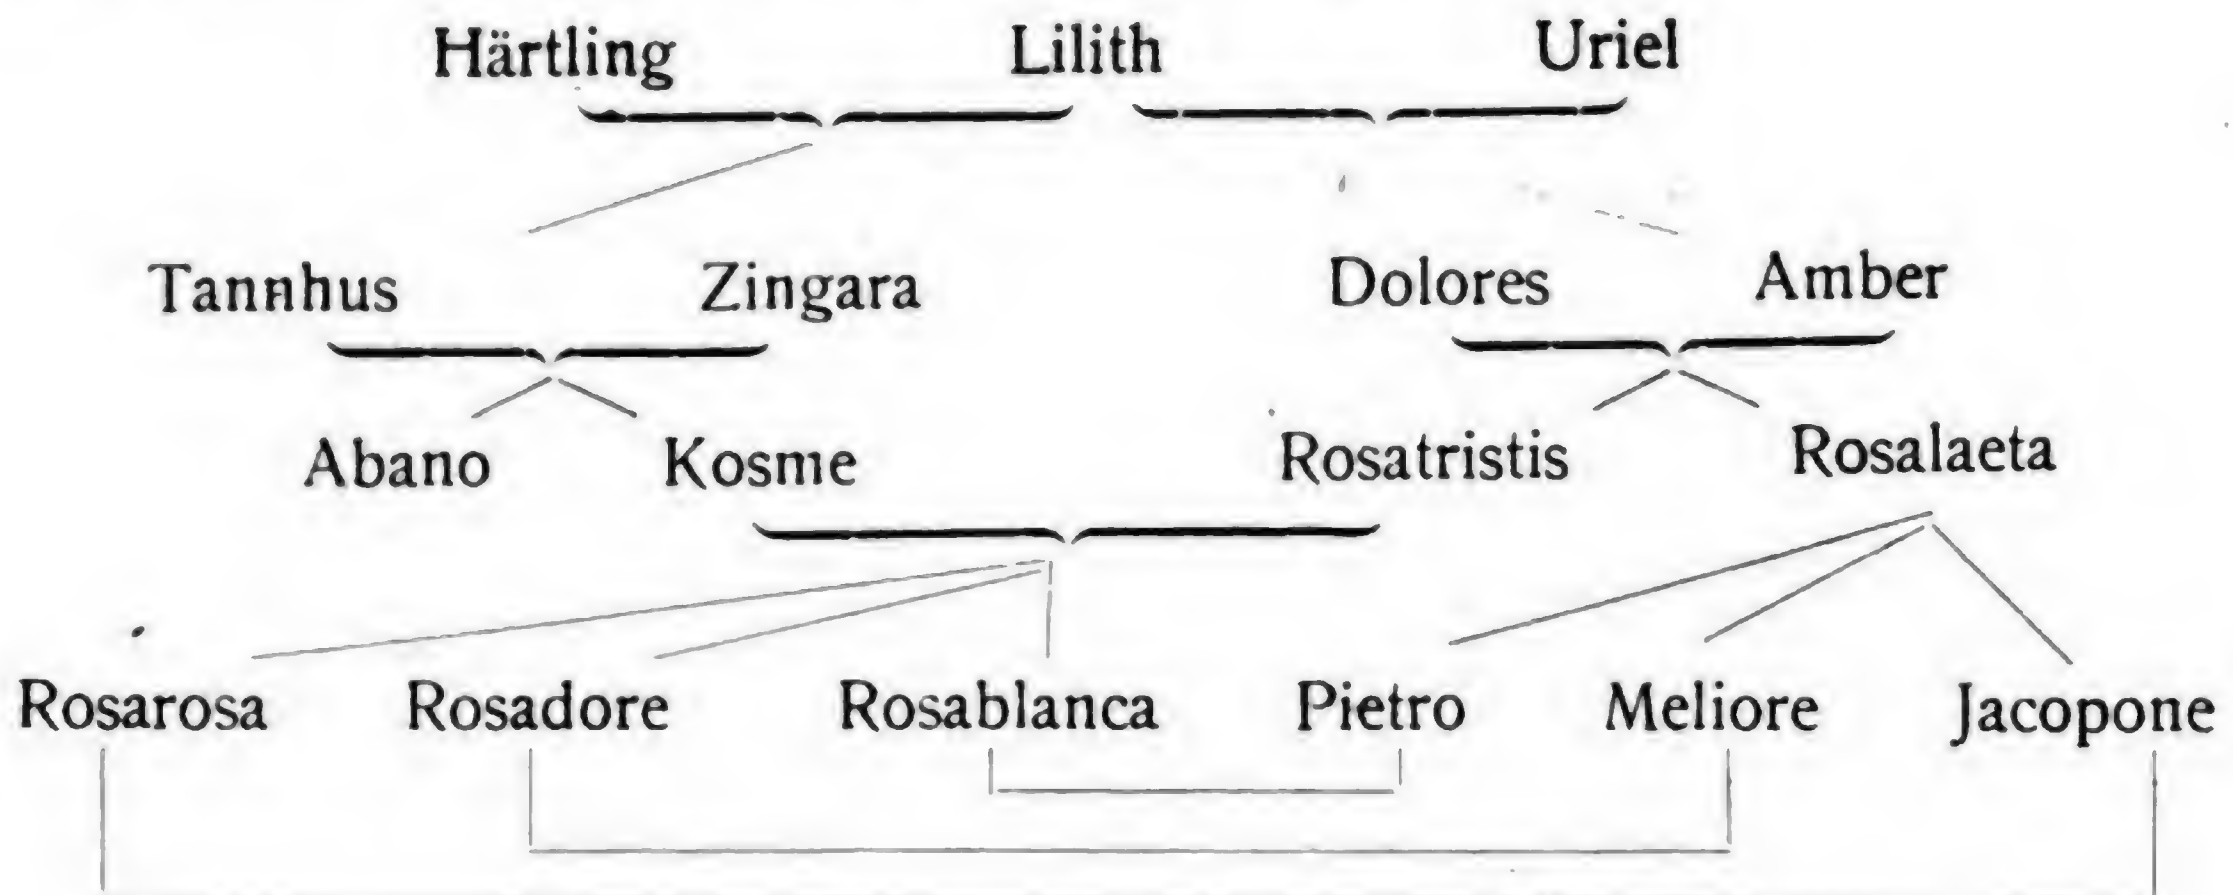 Härtling Lilith Uriel
Tannhus Zingara Dolores Amber
Abano Kosme Rosatristis Rosalaeta
Rosarosa Rosadore Rosablanca Pietro Meliore Jacopone